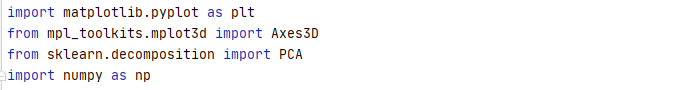 import matplotlib.pyplot as plt
from mpl_toolkits.mplot3d import Axes3D
from sklearn.decomposition import PCA
import numpy as np